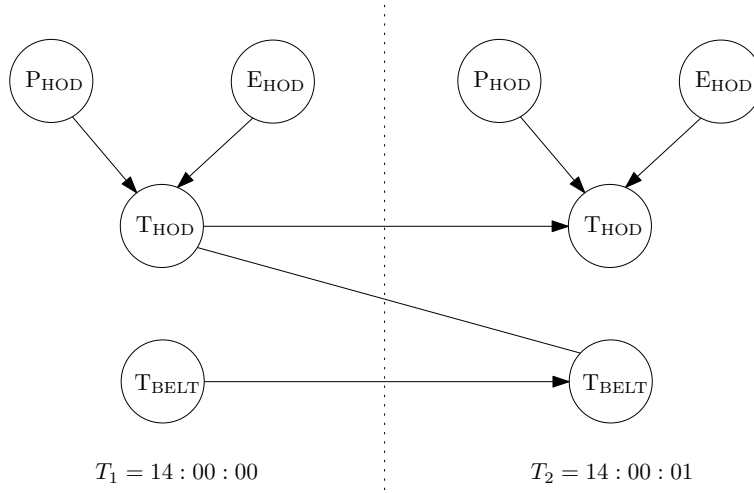 P_HOD E_HOD P_HOD E_HOD
T_HOD T_HOD
T_BELT T_BELT
T_1 = 14 : 00 : 00 T_2 = 14 : 00 : 01